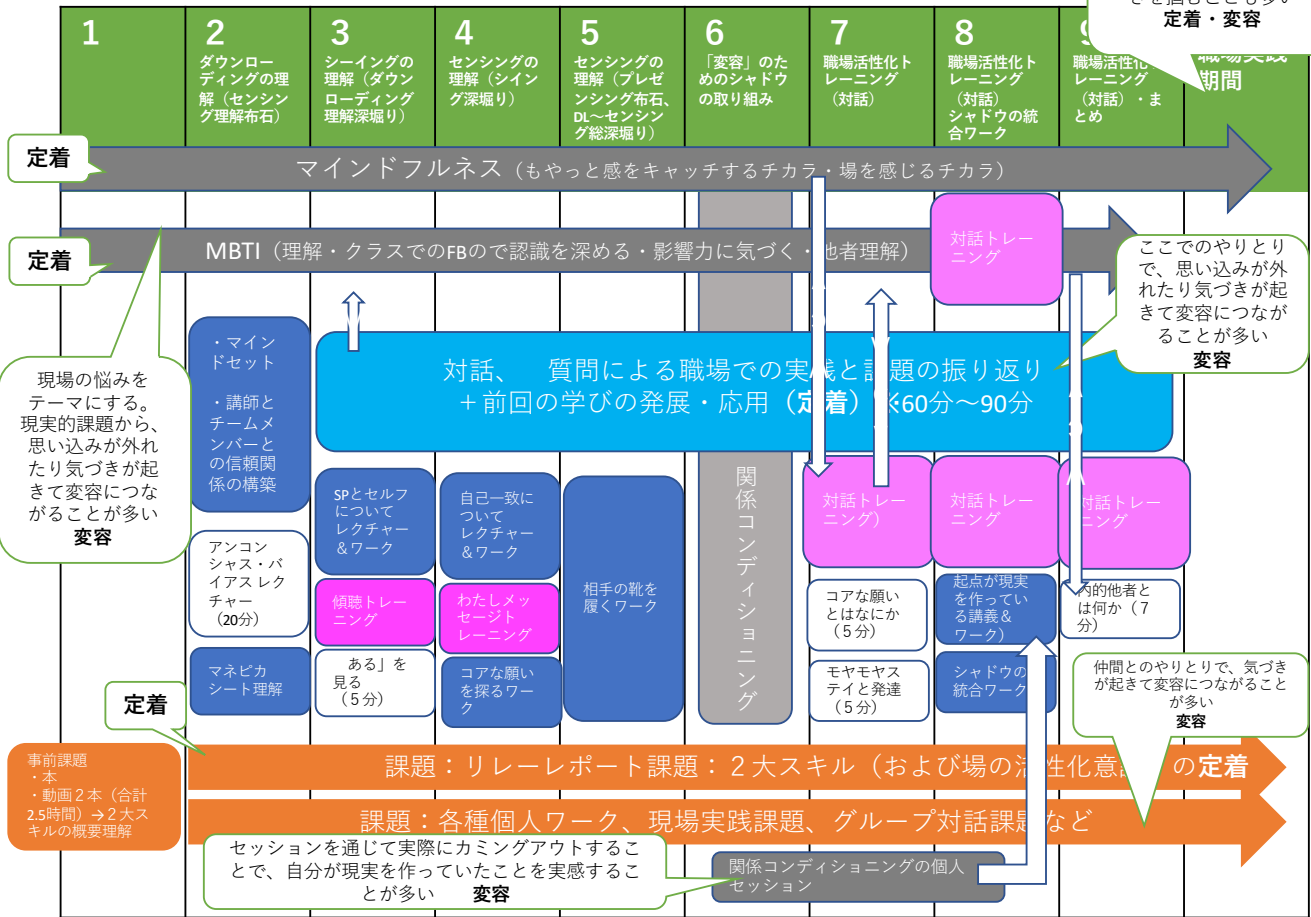 定着・変容
1
2
ダウンロー
ディングの理
解（センシン
グ理解布石）
3
シーイングの
理解（ダウン
ローディング
理解深堀り）
4
センシングの
理解（シイン
グ深堀り）
5
センシングの
理解（プレゼ
ンシング布石、
DL～センシン
グ総深堀り）
6
「変容」のた
めのシャドウ
の取り組み
7
職場活性化ト
レーニング
（対話）
8
職場活性化ト
レーニング
（対話）
シャドウの統
合ワーク
9
職場活性化ト
レーニング
（対話）・ま
とめ
職場実践
期間
定着
マインドフルネス（もやっと感をキャッチするチカラ・場を感じるチカラ）
定着
MBTI（理解・クラスでのFBので認識を深める・影響力に気づく・他者理解）
対話トレー
ニング
ここでのやりとり
で、思い込みが外
れたり気づきが起
きて変容につなが
ることが多い
変容
現場の悩みを
テーマにする。
現実的課題から、
思い込みが外れ
たり気づきが起
きて変容につな
がることが多い
変容
・マイン
ドセット
・講師と
チームメ
ンバーと
の信頼関
係の構築
対話、　質問による職場での実践と課題の振り返り
＋前回の学びの発展・応用（定着）※60分～90分
アンコン
シャス・バ
イアスレク
チャー
（20分）
マネピカ
シート理解
SPとセルフ
について
レクチャー
＆ワーク
傾聴トレー
ニング
ある」を
見る
（５分）
自己一致に
ついて
レクチャー
＆ワーク
わたしメッ
セージト
レーニング
コアな願い
を探るワー
ク
相手の靴を
履くワーク
関係コンディショニング
対話トレー
ニング）
コアな願い
とはなにか
（５分）
モヤモヤス
テイと発達
（５分）
対話トレー
ニング
起点が現実
を作ってい
る講義＆
ワーク）
シャドウの
統合ワーク
対話トレー
ニング
内的他者と
は何か（７
分）
仲間とのやりとりで、気づき
が起きて変容につながること
が多い
変容
定着
事前課題
・本
・動画２本（合計
2.5時間）→２大ス
キルの概要理解
課題：リレーレポート課題：２大スキル（および場の活性化意 の定着
課題：各種個人ワーク、現場実践課題、グループ対話課題など
セッションを通じて実際にカミングアウトするこ
とで、自分が現実を作っていたことを実感するこ
とが多い　変容
関係コンディショニングの個人
セッション